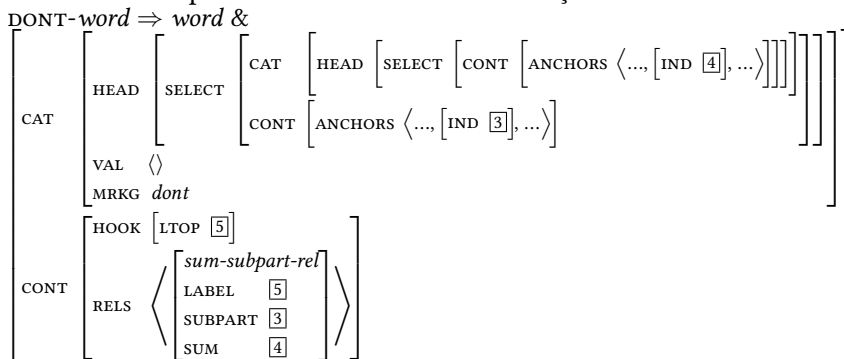 DONT-word ⇒ word &
CAT HEAD SELECT CAT [HEAD [SELECT [CONT [ANCHORS ⟨…, [IND 4], …⟩]]]]
CONT [ANCHORS ⟨…, [IND 3], …⟩]
VAL ⟨⟩
MRKG dont
CONT HOOK [LTOP 5]
RELS ⟨ sum-subpart-rel
LABEL 5
SUBPART 3
SUM 4 ⟩